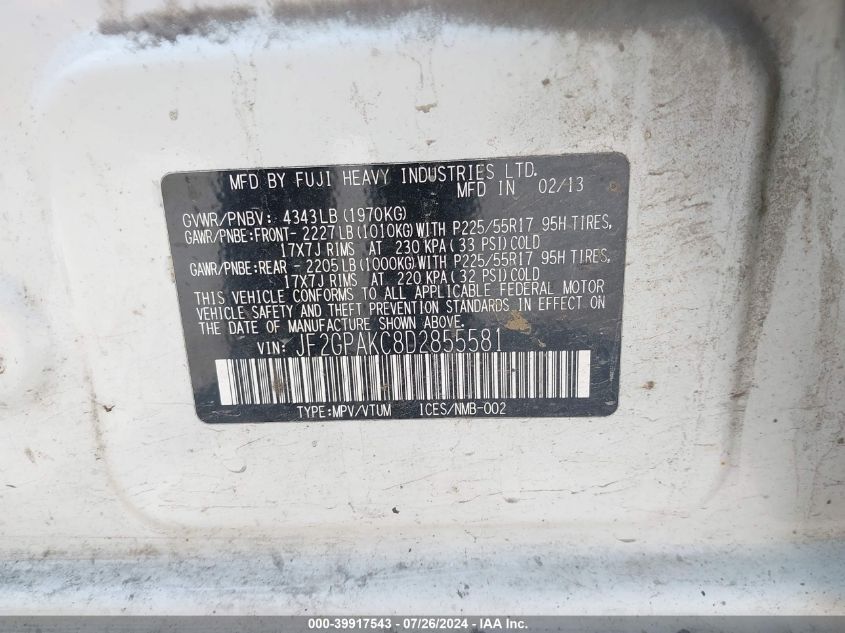 MFD BY FUJI HEAVY INDUSTRIES LTD.
MFD IN 02/13
GVWR/PNBV: 4343LB(1970KG)
GAWR/PNBE:FRONT- 2227LB(1010KG)WITH P225/55R17 95H TIRES,
17X7J RIMS AT 230 KPA(33 PSI)COLD
GAWR/PNBE:REAR - 2205LB(1000KG)WITH P225/55R17 95H TIRES,
17X7J RIMS AT 220 KPA(32 PSI)COLD
THIS VEHICLE CONFORMS TO ALL APPLICABLE FEDERAL MOTOR
VEHICLE SAFETY AND THEFT PREVENTION STANDARDS IN EFFECT ON
THE DATE OF MANUFACTURE SHOWN ABOVE.
VIN: JF2GPAKC8D2855581
TYPE:MPV/VTUM ICES/NMB-002
000-39917543 - 07/26/2024 - IAA Inc.